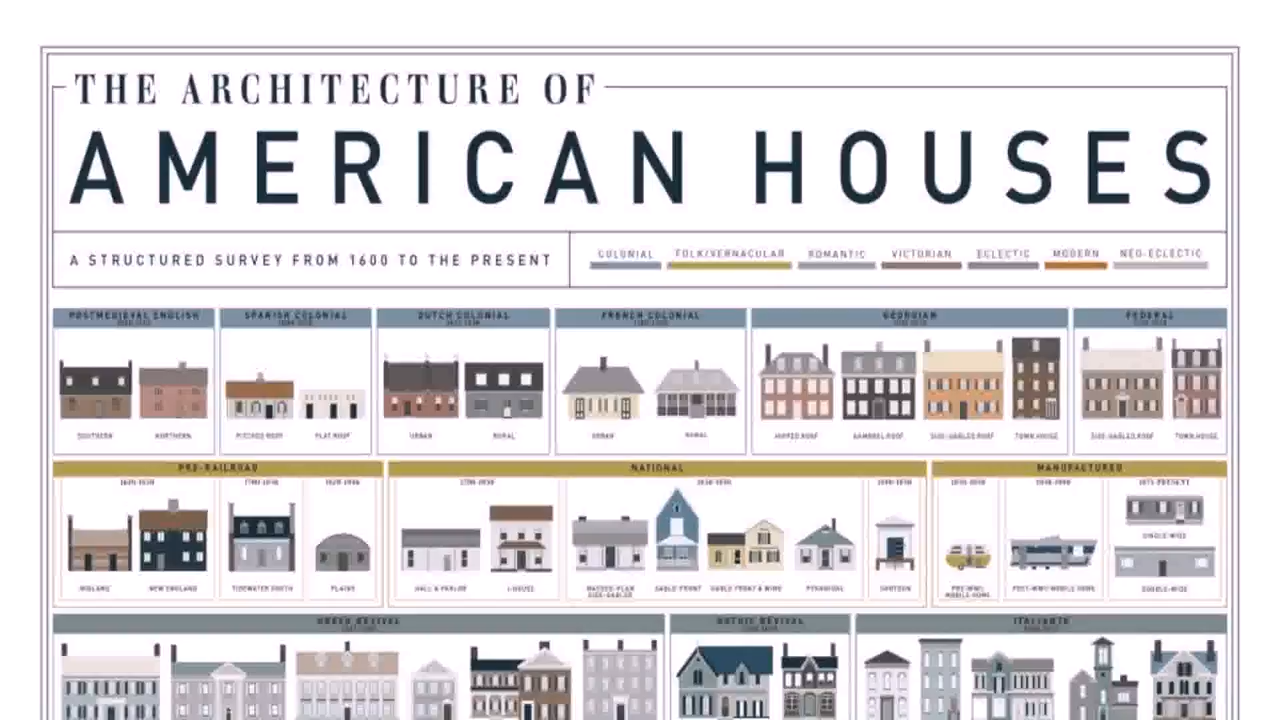 THE ARCHITECTURE OF
AMERICAN HOUSES
A STRUCTURED SURVEY FROM 1600 TO THE PRESENT
COLONIAL FOLK/VERNACULAR ROMANTIC VICTORIAN ECLECTIC MODERN NEO-ECLECTIC
POSTMEDIEVAL ENGLISH SPANISH COLONIAL DUTCH COLONIAL FRENCH COLONIAL GEORGIAN FEDERAL
SOUTHERN NORTHERN PITCHED ROOF FLAT ROOF URBAN RURAL URBAN RURAL HIPPED ROOF GAMBREL ROOF SIDE-GABLED ROOF TOWN HOUSE SIDE-GABLED ROOF TOWN HOUSE
PRE-RAILROAD NATIONAL MANUFACTURED
MIDLAND NEW ENGLAND TIDEWATER SOUTH PLAINS HALL & PARLOR I-HOUSE MASSED-PLAN SIDE-GABLED GABLE FRONT GABLE FRONT & WING PYRAMIDAL SHOTGUN PRE-WWII MOBILE HOME POST-WWII MOBILE HOME SINGLE-WIDE
DOUBLE-WIDE
GREEK REVIVAL GOTHIC REVIVAL ITALIANATE